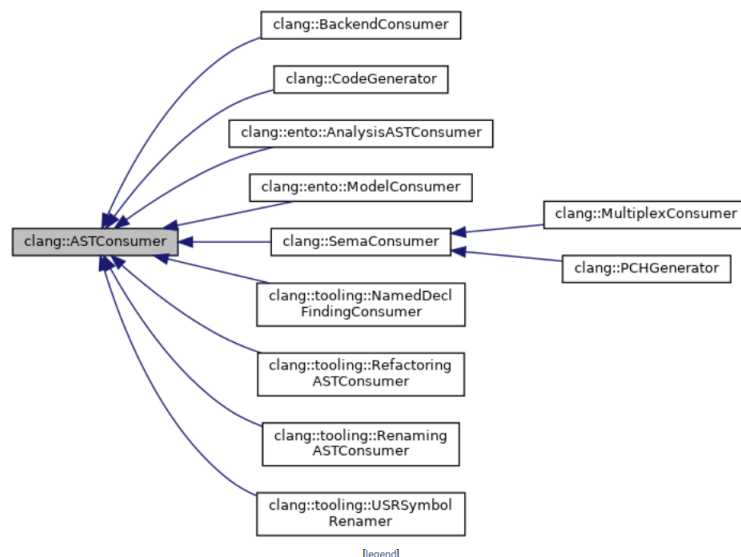 clang::BackendConsumer
clang::CodeGenerator
clang::ento::AnalysisASTConsumer
clang::ento::ModelConsumer
clang::MultiplexConsumer
clang::ASTConsumer
clang::SemaConsumer
clang::PCHGenerator
clang::tooling::NamedDecl
FindingConsumer
clang::tooling::Refactoring
ASTConsumer
clang::tooling::Renaming
ASTConsumer
clang::tooling::USRSymbol
Renamer
[legend]